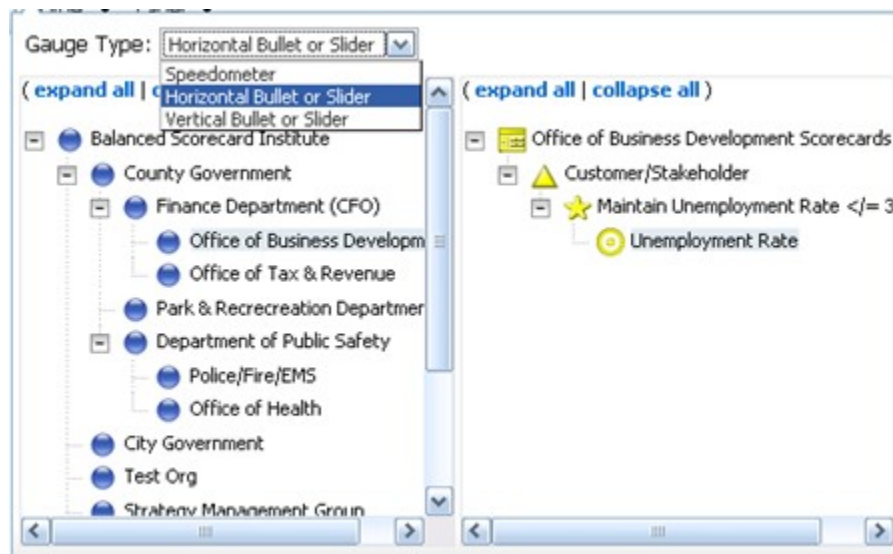 Gauge Type: Horizontal Bullet or Slider
Speedometer
Horizontal Bullet or Slider
Vertical Bullet or Slider
( expand all | c
Balanced Scorecard Institute
County Government
Finance Department (CFO)
Office of Business Developm
Office of Tax & Revenue
Park & Recrecreation Departmer
Department of Public Safety
Police/Fire/EMS
Office of Health
City Government
Test Org
Strategy Management Group
( expand all | collapse all )
Office of Business Development Scorecards
Customer/Stakeholder
Maintain Unemployment Rate </= 3
Unemployment Rate